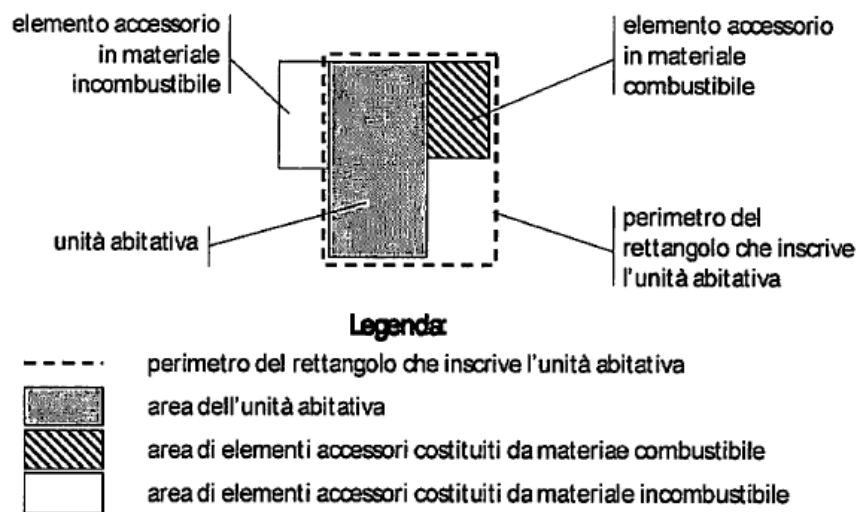 elemento accessorio
in materiale
incombustibile
elemento accessorio
in materiale
combustibile
unità abitativa
perimetro del
rettangolo che inscrive
l'unità abitativa
Legenda:
perimetro del rettangolo che inscrive l'unità abitativa
area dell'unità abitativa
area di elementi accessori costituiti da materiae combustibile
area di elementi accessori costituiti da materiale incombustibile